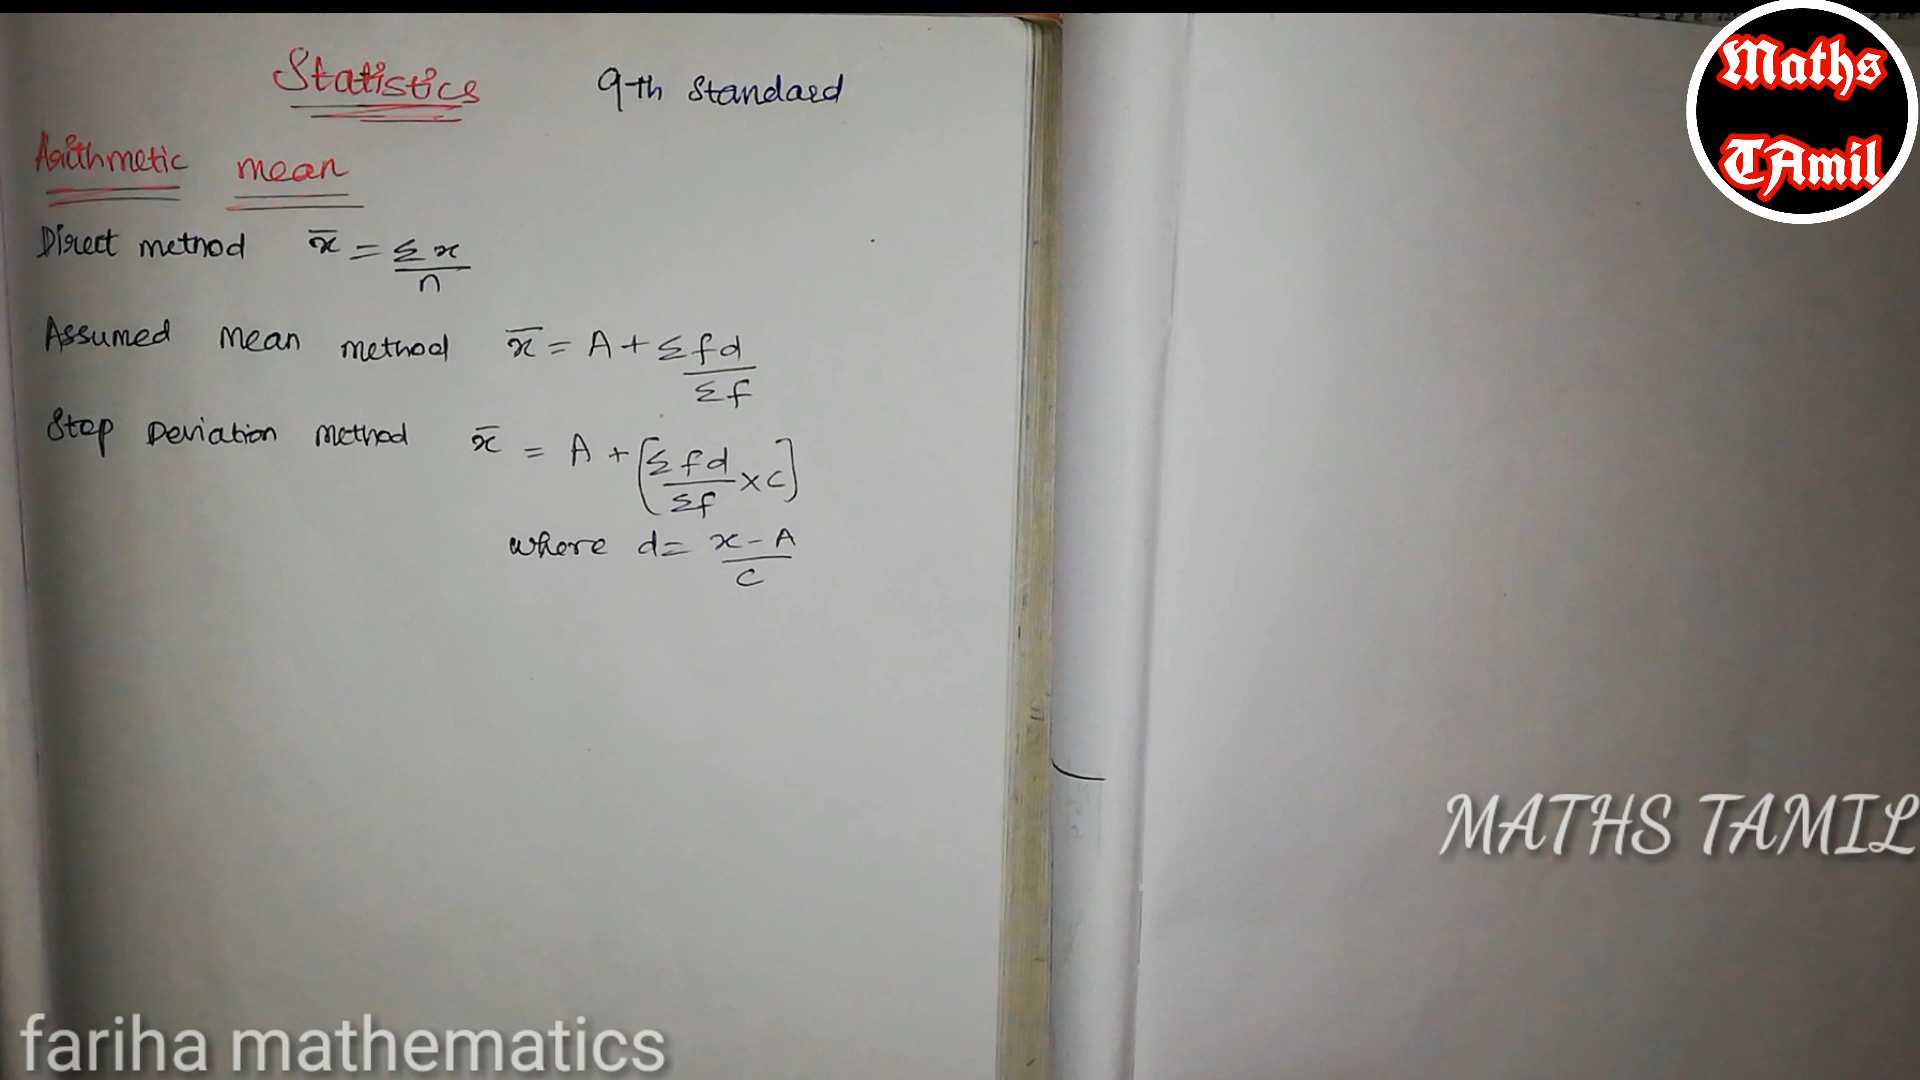 Statistics 9th Standard
Arithmetic mean
Direct method x̄ = Σx/n
Assumed Mean method x̄ = A + Σfd/Σf
Step Deviation method x̄ = A + [Σfd/Σf × C]
where d = x - A/C
Maths
TAmil
MATHS TAMIL
fariha mathematics